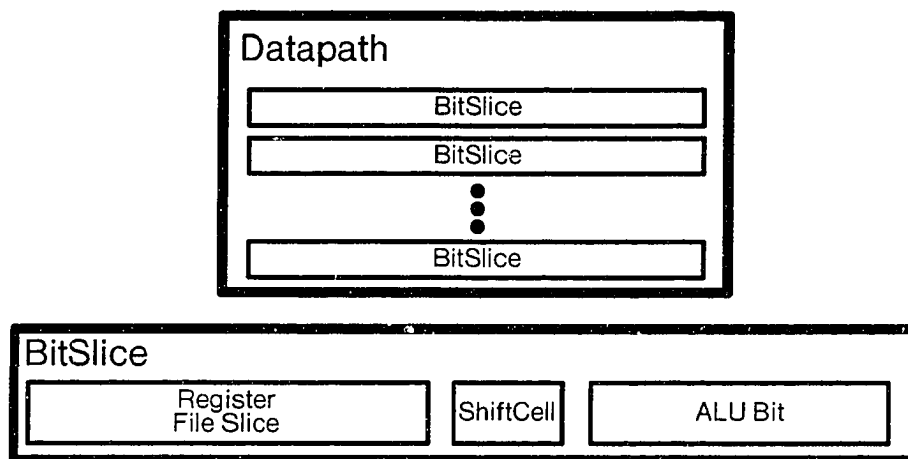 Datapath
BitSlice
BitSlice
BitSlice
BitSlice
Register
File Slice
ShiftCell
ALU Bit